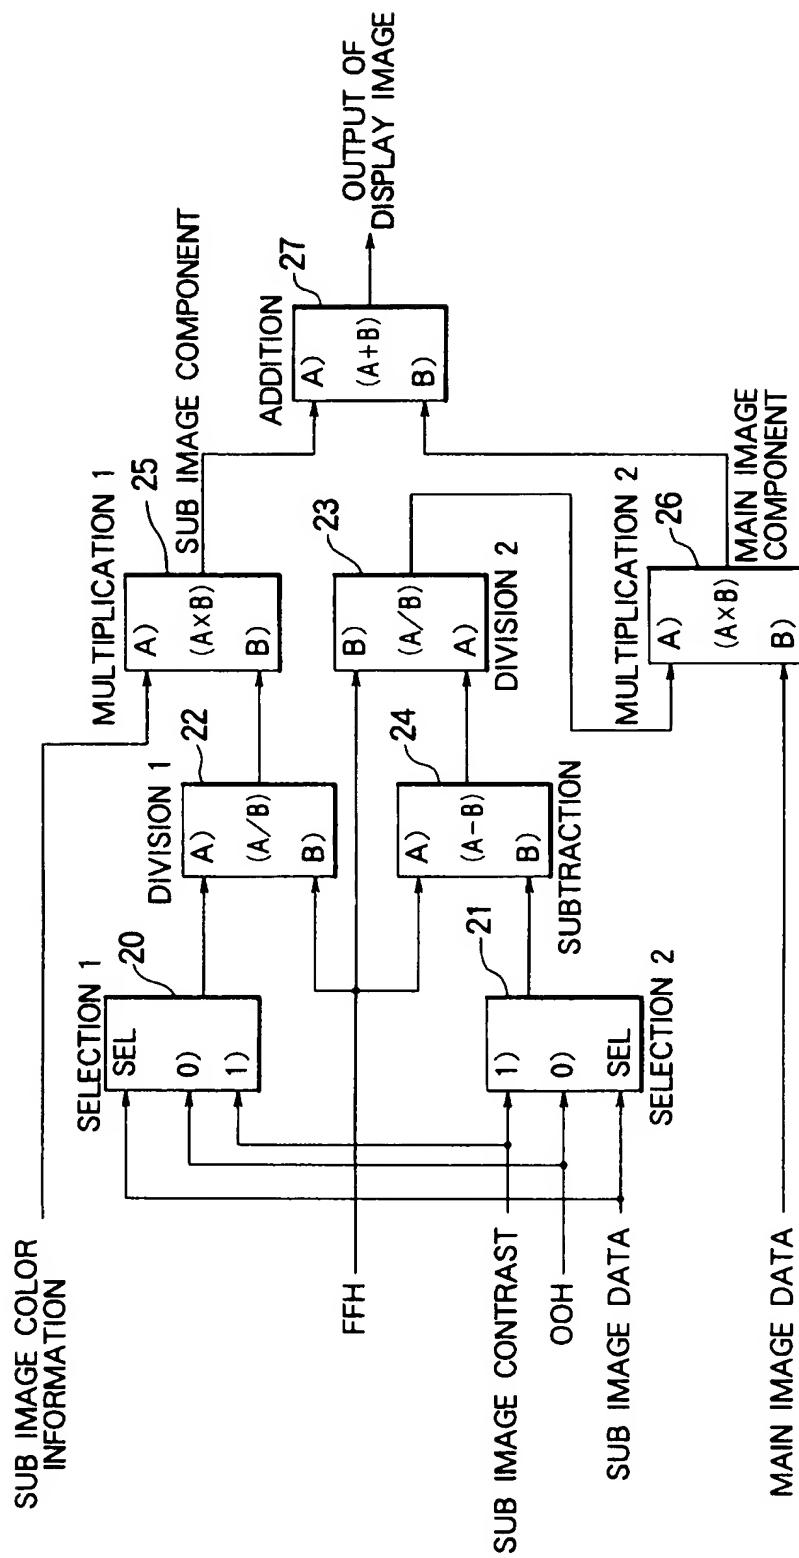 SUB IMAGE COLOR
INFORMATION
FFH
SUB IMAGE CONTRAST
OOH
SUB IMAGE DATA
MAIN IMAGE DATA
SELECTION 1
20
SEL
0)
1)
21
1)
0)
SEL
SELECTION 2
DIVISION 1
22
A)
(A/B)
B)
24
A)
(A-B)
B)
SUBTRACTION
MULTIPLICATION 1
25
A)
(A×B)
B)
SUB IMAGE COMPONENT
23
B)
(A/B)
A)
DIVISION 2
MULTIPLICATION 2
26
A)
(A×B)
B)
MAIN IMAGE
COMPONENT
ADDITION
27
A)
(A+B)
B)
OUTPUT OF
DISPLAY IMAGE